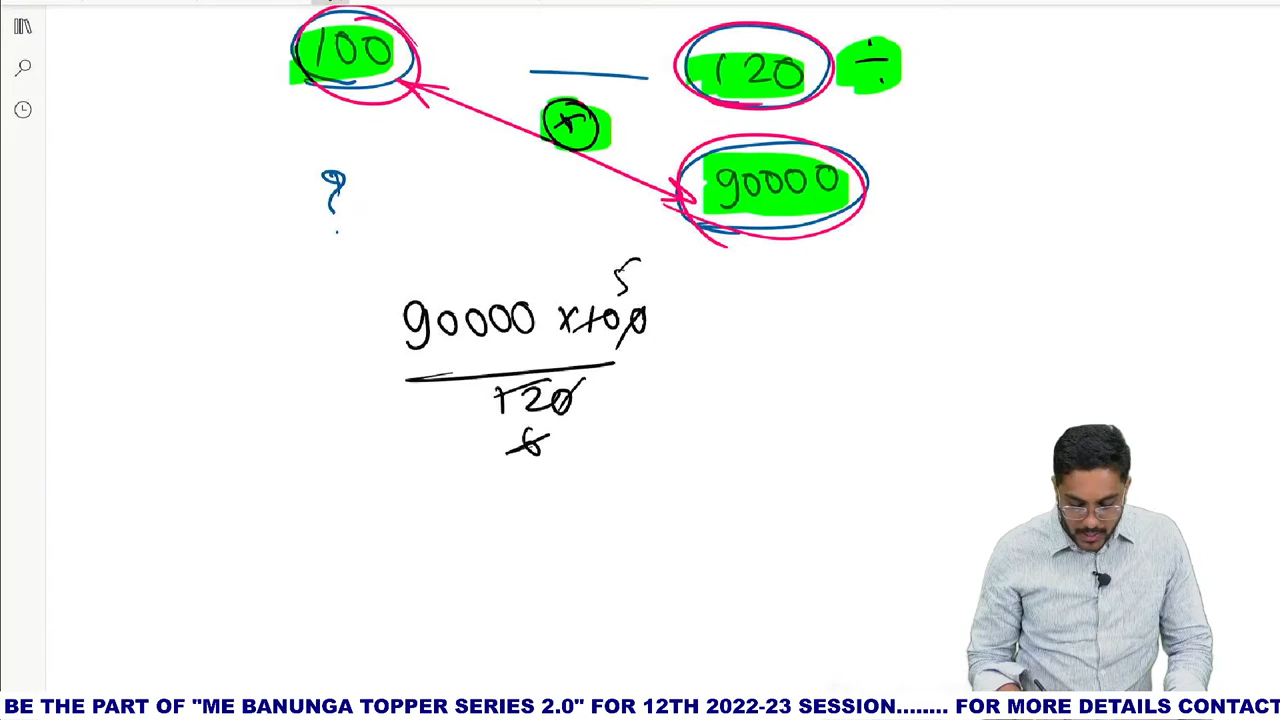 100 — 120 ÷
×
90000
?
5
90000 × 100
120
6
BE THE PART OF "ME BANUNGA TOPPER SERIES 2.0" FOR 12TH 2022-23 SESSION........ FOR MORE DETAILS CONTACT